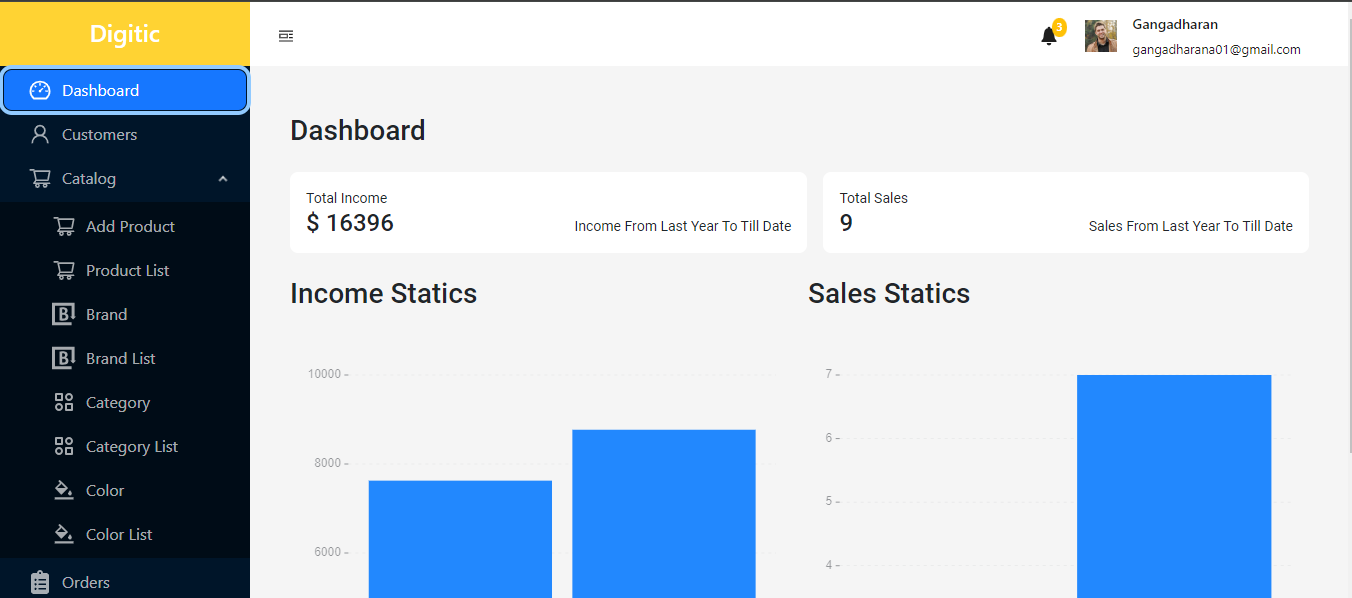 Digitic
3
Gangadharan
gangadharana01@gmail.com
Dashboard
Customers
Catalog
Add Product
Product List
B
Brand
B
Brand List
Category
Category List
Color
Color List
Orders
Dashboard
Total Income
$ 16396
Income From Last Year To Till Date
Total Sales
9
Sales From Last Year To Till Date
Income Statics
10000
8000
6000
Sales Statics
7
6
5
4